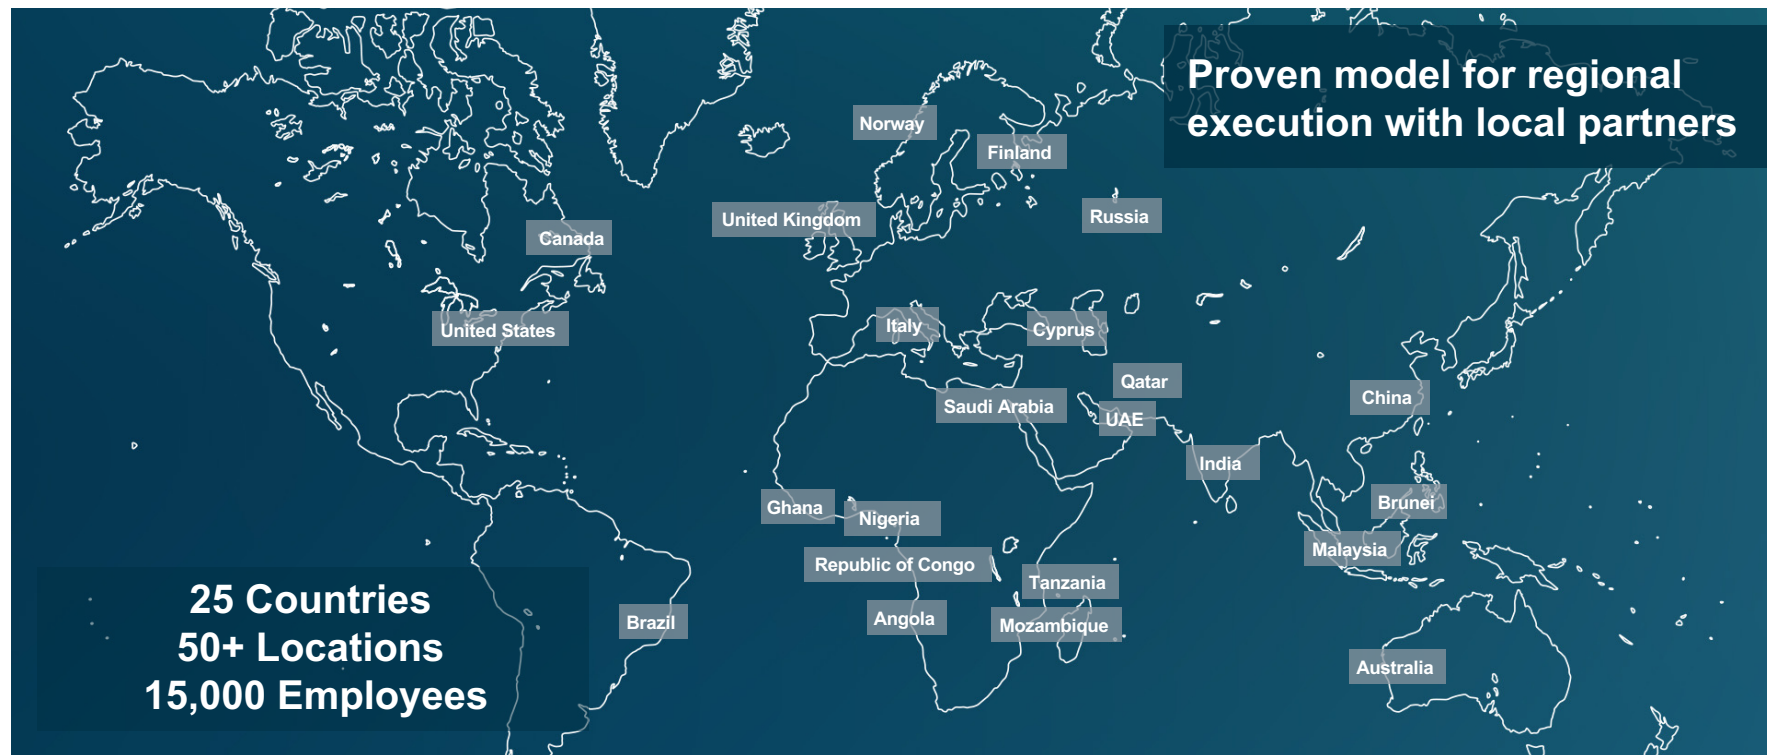 Proven model for regional
execution with local partners
Norway
Finland
United Kingdom
Russia
Canada
United States
Italy
Cyprus
Qatar
Saudi Arabia
UAE
China
India
Ghana
Nigeria
Brunei
Malaysia
Republic of Congo
Tanzania
Angola
Mozambique
Brazil
Australia
25 Countries
50+ Locations
15,000 Employees